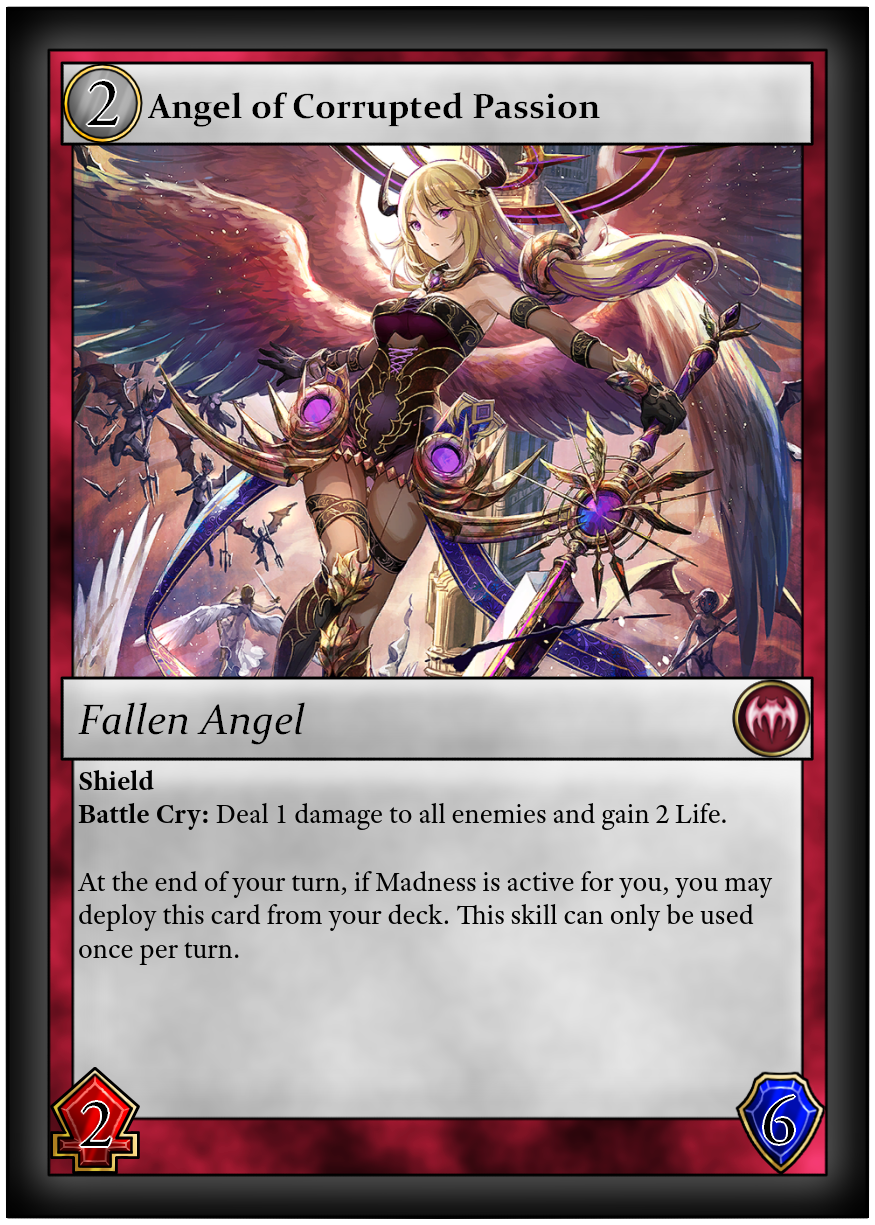 2
Angel of Corrupted Passion
Fallen Angel
Shield
Battle Cry: Deal 1 damage to all enemies and gain 2 Life.
At the end of your turn, if Madness is active for you, you may
deploy this card from your deck. This skill can only be used
once per turn.
2
6